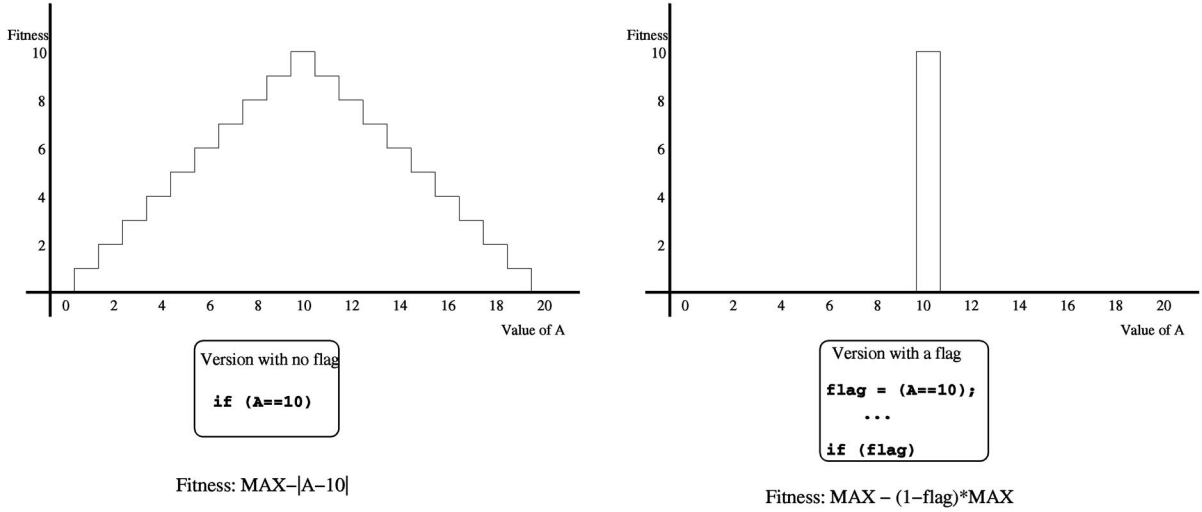 Fitness
10
8
6
4
2
0 2 4 6 8 10 12 14 16 18 20
Value of A
Version with no flag
if (A==10)
Fitness: MAX−|A−10|
Fitness
10
8
6
4
2
0 2 4 6 8 10 12 14 16 18 20
Value of A
Version with a flag
flag = (A==10);
...
if (flag)
Fitness: MAX − (1−flag)*MAX